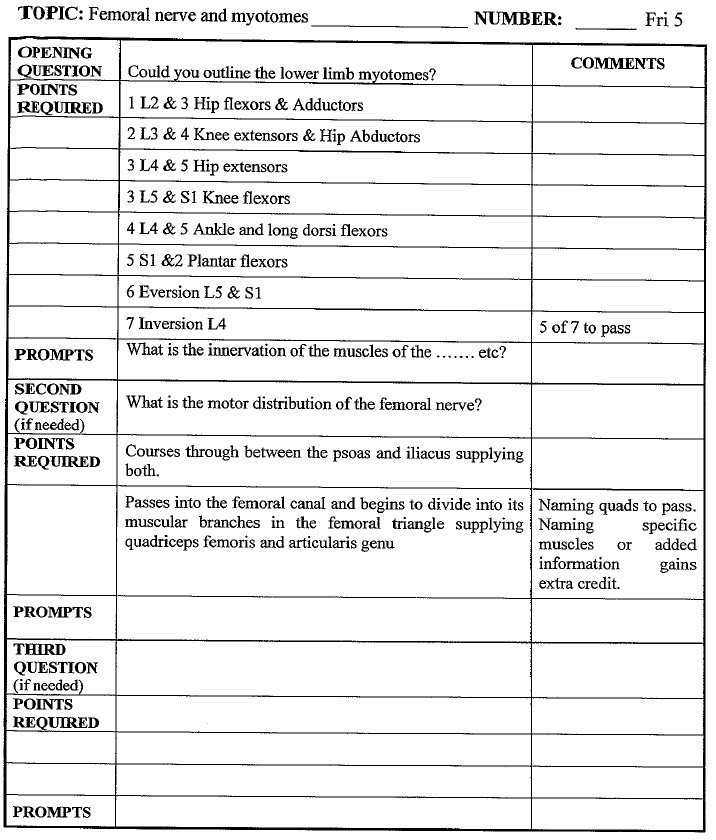 TOPIC: Femoral nerve and myotomes ________________ NUMBER: ______ Fri 5
OPENING QUESTION
Could you outline the lower limb myotomes?
COMMENTS
POINTS REQUIRED
1 L2 & 3 Hip flexors & Adductors
2 L3 & 4 Knee extensors & Hip Abductors
3 L4 & 5 Hip extensors
3 L5 & S1 Knee flexors
4 L4 & 5 Ankle and long dorsi flexors
5 S1 &2 Plantar flexors
6 Eversion L5 & S1
7 Inversion L4
5 of 7 to pass
PROMPTS
What is the innervation of the muscles of the ....... etc?
SECOND
QUESTION
(if needed)
What is the motor distribution of the femoral nerve?
POINTS
REQUIRED
Courses through between the psoas and iliacus supplying
both.
Passes into the femoral canal and begins to divide into its
muscular branches in the femoral triangle supplying
quadriceps femoris and articularis genu
Naming quads to pass.
Naming specific
muscles or added
information gains
extra credit.
PROMPTS
THIRD
QUESTION
(if needed)
POINTS
REQUIRED
PROMPTS